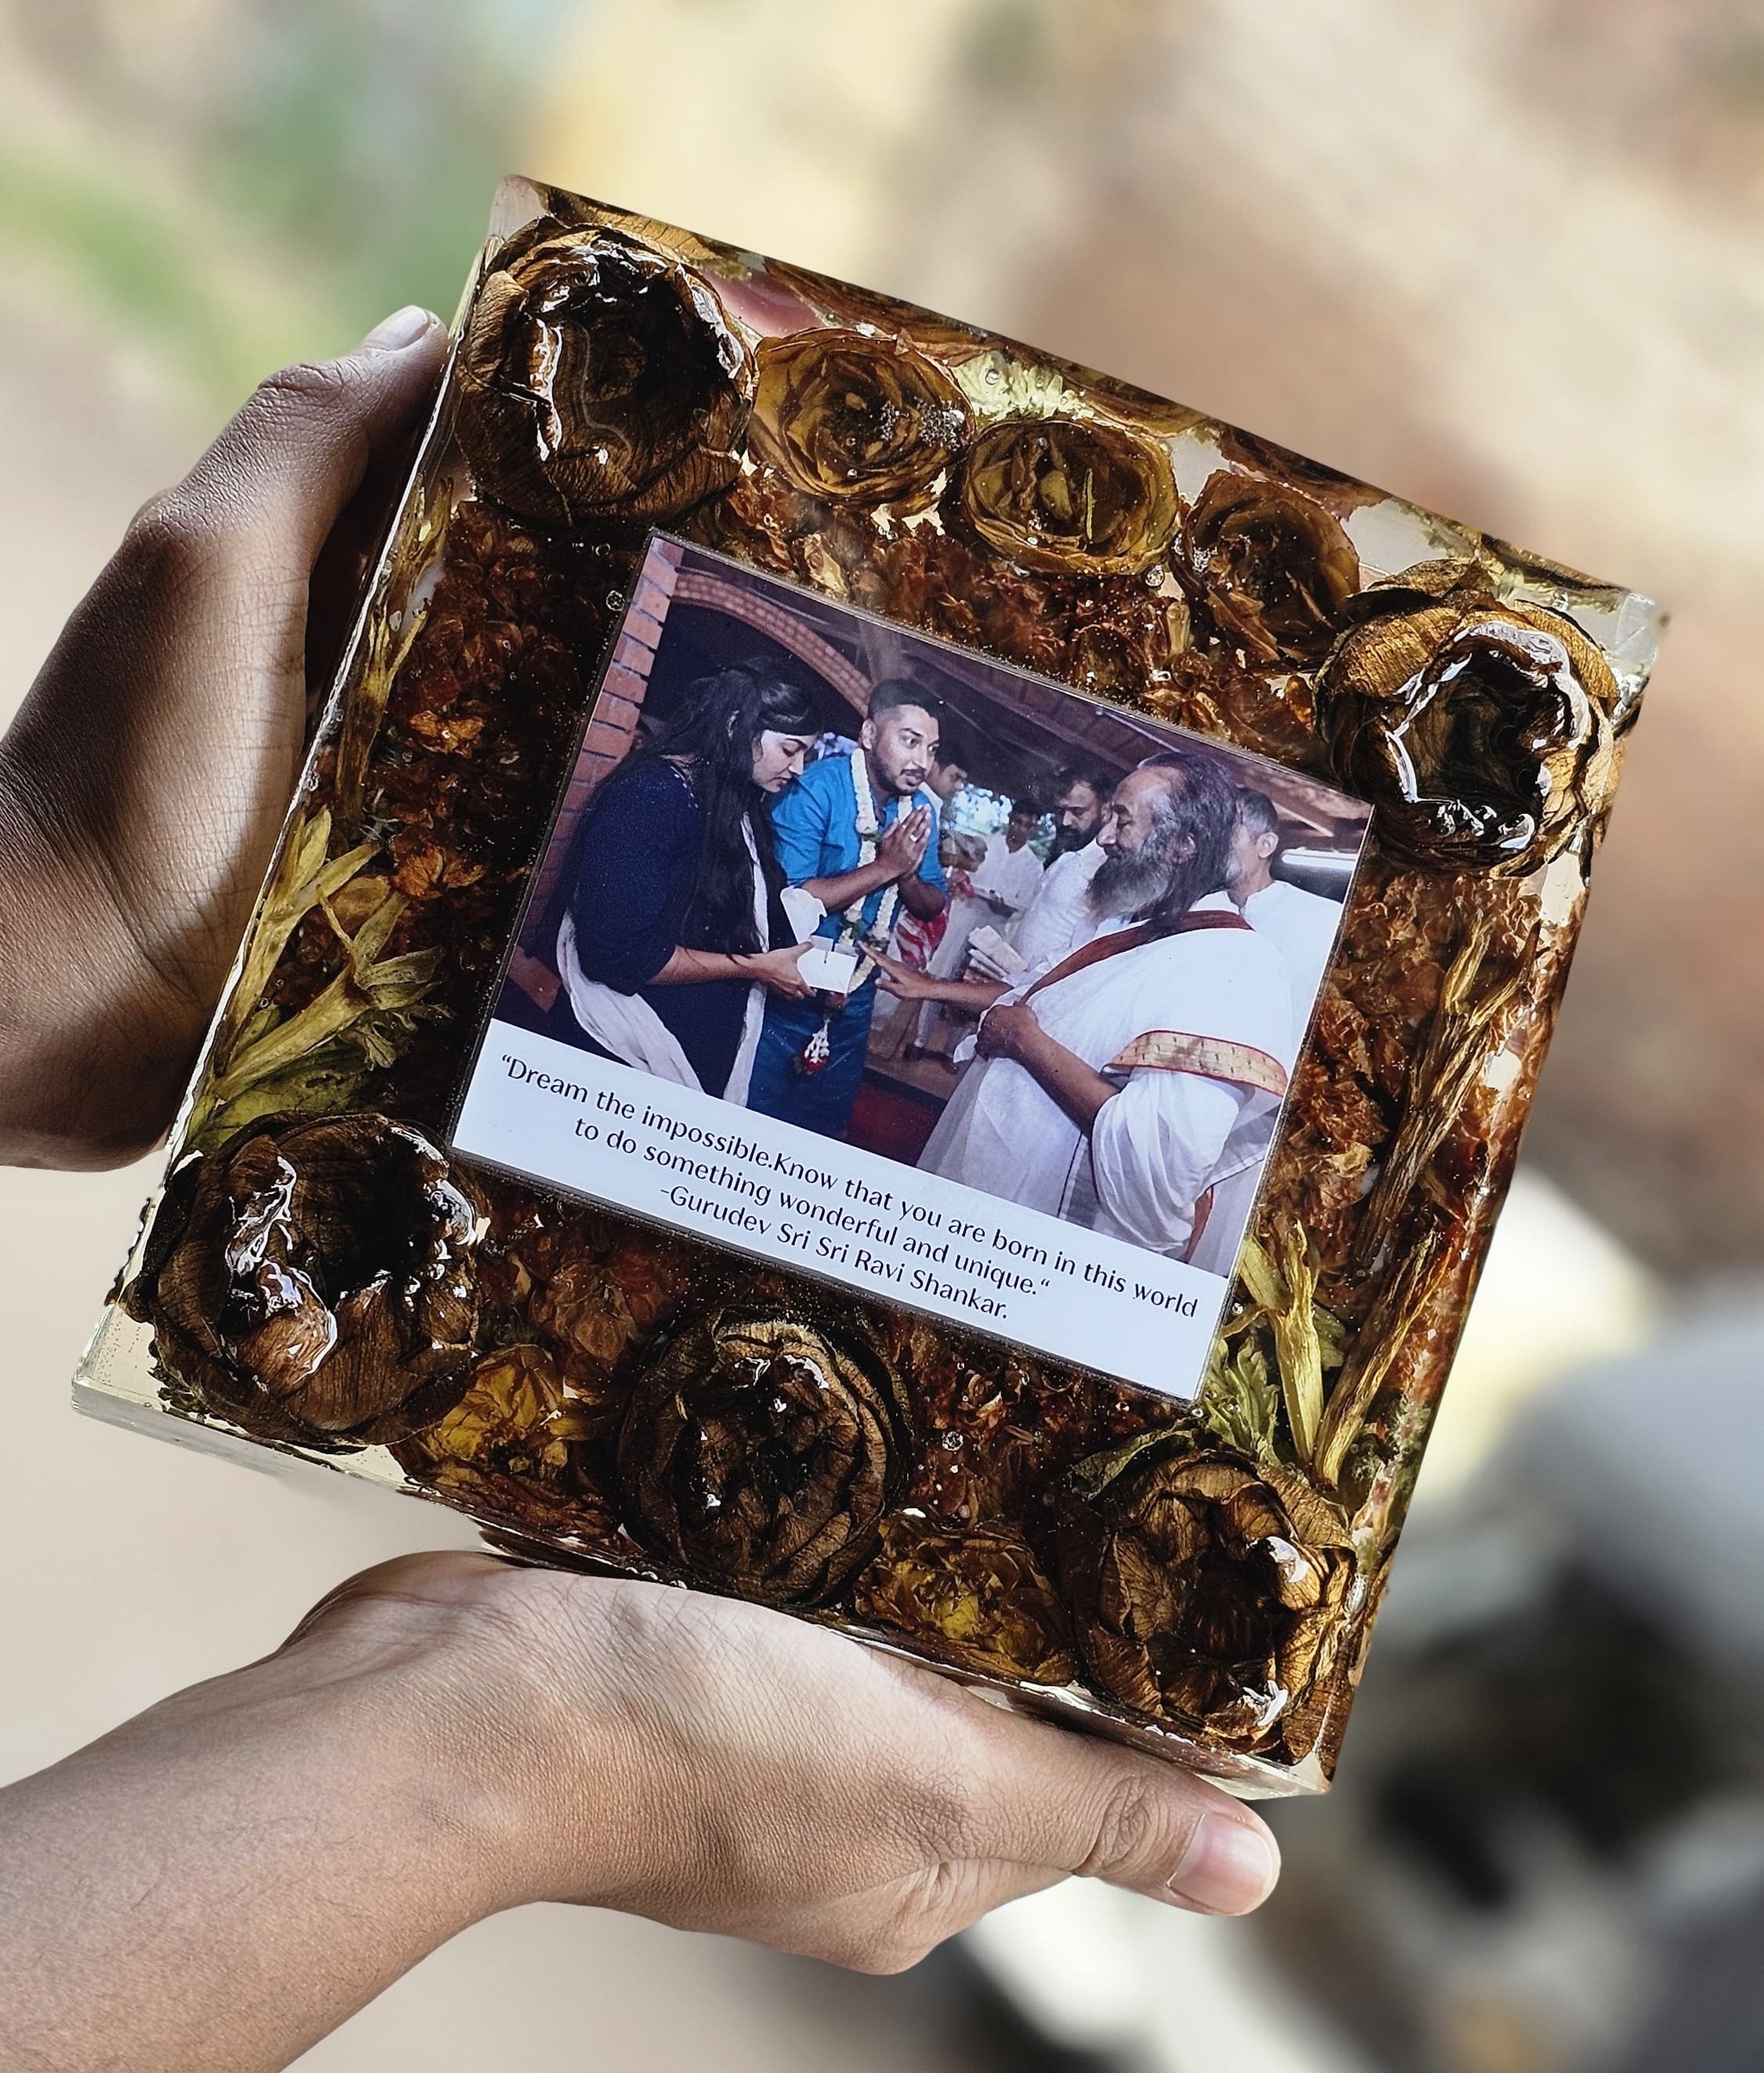 “Dream the impossible.Know that you are born in this world
to do something wonderful and unique.“
-Gurudev Sri Sri Ravi Shankar.